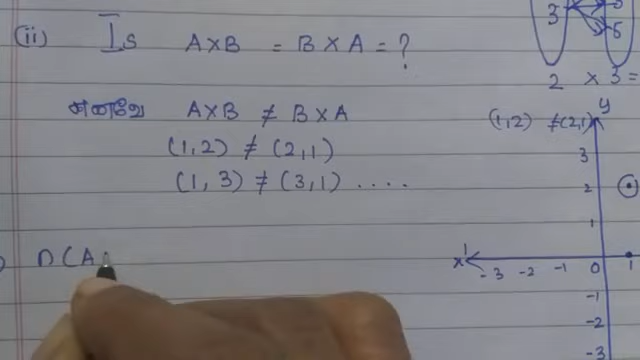 (ii) Is A×B = B×A = ?
A×B ≠ B×A
(1,2) ≠ (2,1)
(1,3) ≠ (3,1) ....
n(A
3
5
2 × 3 =
(1,2) ≠ (2,1)
y
3
2
1
x' -3 -2 -1 0 1
-1
-2
-3